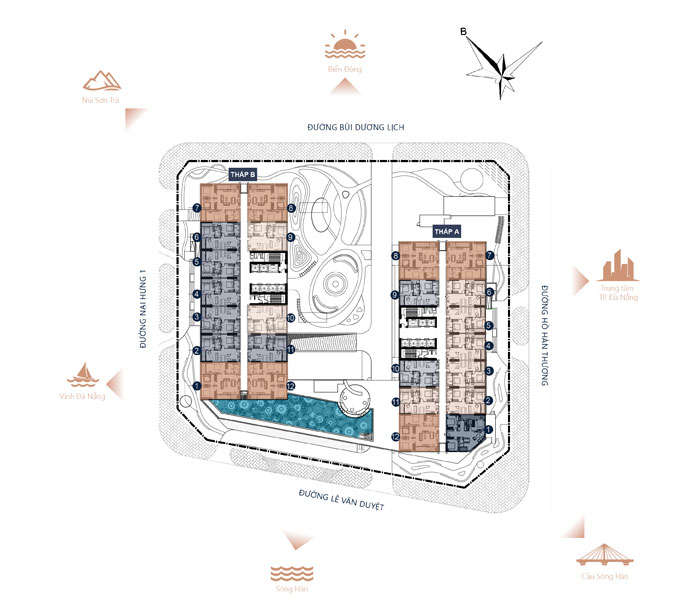 B
Biển Đông
Núi Sơn Trà
ĐƯỜNG BÙI DƯƠNG LỊCH
THÁP B
7
8
6
9
5
4
3
10
2
11
1
12
THÁP A
8
7
9
6
5
4
10
3
11
2
12
1
ĐƯỜNG NẠI HƯNG 1
ĐƯỜNG HỒ HÁN THƯƠNG
Trung tâm
TP. Đà Nẵng
Vịnh Đà Nẵng
ĐƯỜNG LÊ VĂN DUYỆT
Sông Hàn
Cầu Sông Hàn